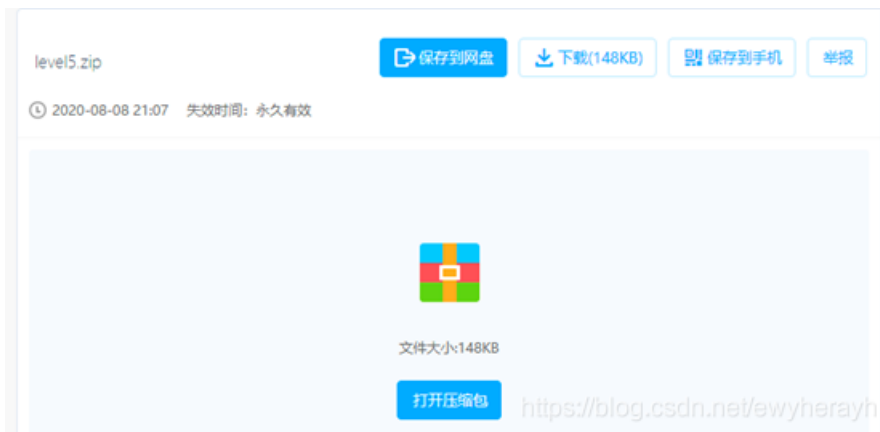 level5.zip 保存到网盘 下载(148KB) 保存到手机 举报
2020-08-08 21:07 失效时间：永久有效
文件大小:148KB
打开压缩包
https://blog.csdn.net/ewyherayh